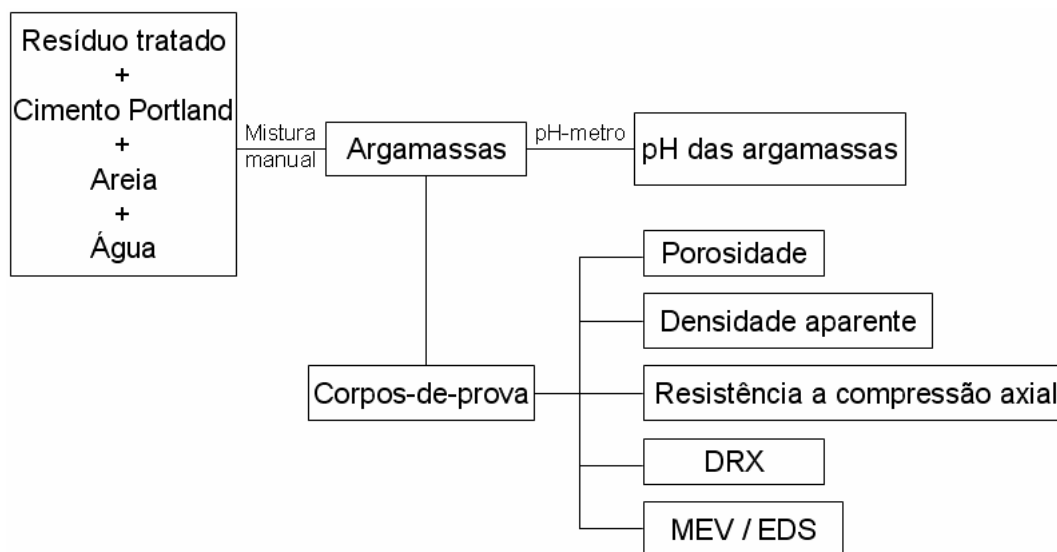 Resíduo tratado
+
Cimento Portland
+
Areia
+
Água
Mistura
manual
Argamassas
pH-metro
pH das argamassas
Corpos-de-prova
Porosidade
Densidade aparente
Resistência a compressão axial
DRX
MEV / EDS